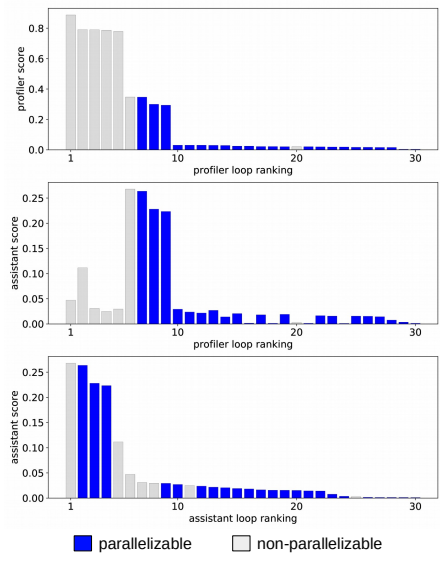 profiler score
0.8
0.6
0.4
0.2
0.0
1 10 20 30
profiler loop ranking
assistant score
0.25
0.20
0.15
0.10
0.05
0.00
1 10 20 30
profiler loop ranking
assistant score
0.25
0.20
0.15
0.10
0.05
0.00
1 10 20 30
assistant loop ranking
parallelizable non-parallelizable